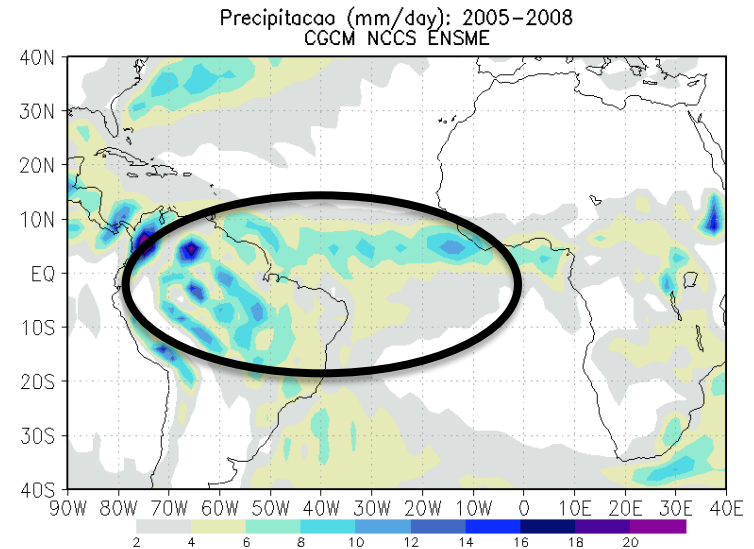 Precipitacao (mm/day): 2005-2008
CGCM NCCS ENSME
40N
30N
20N
10N
EQ
10S
20S
30S
40S
90W 80W 70W 60W 50W 40W 30W 20W 10W 0 10E 20E 30E 40E
2 4 6 8 10 12 14 16 18 20